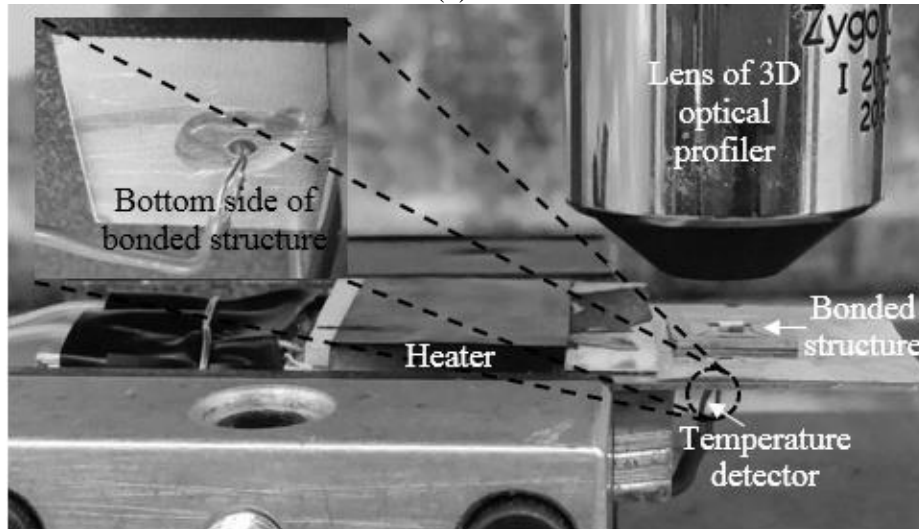 Zygo
I 20
20
Lens of 3D
optical
profiler
Bottom side of
bonded structure
Bonded
structure
Heater
Temperature
detector